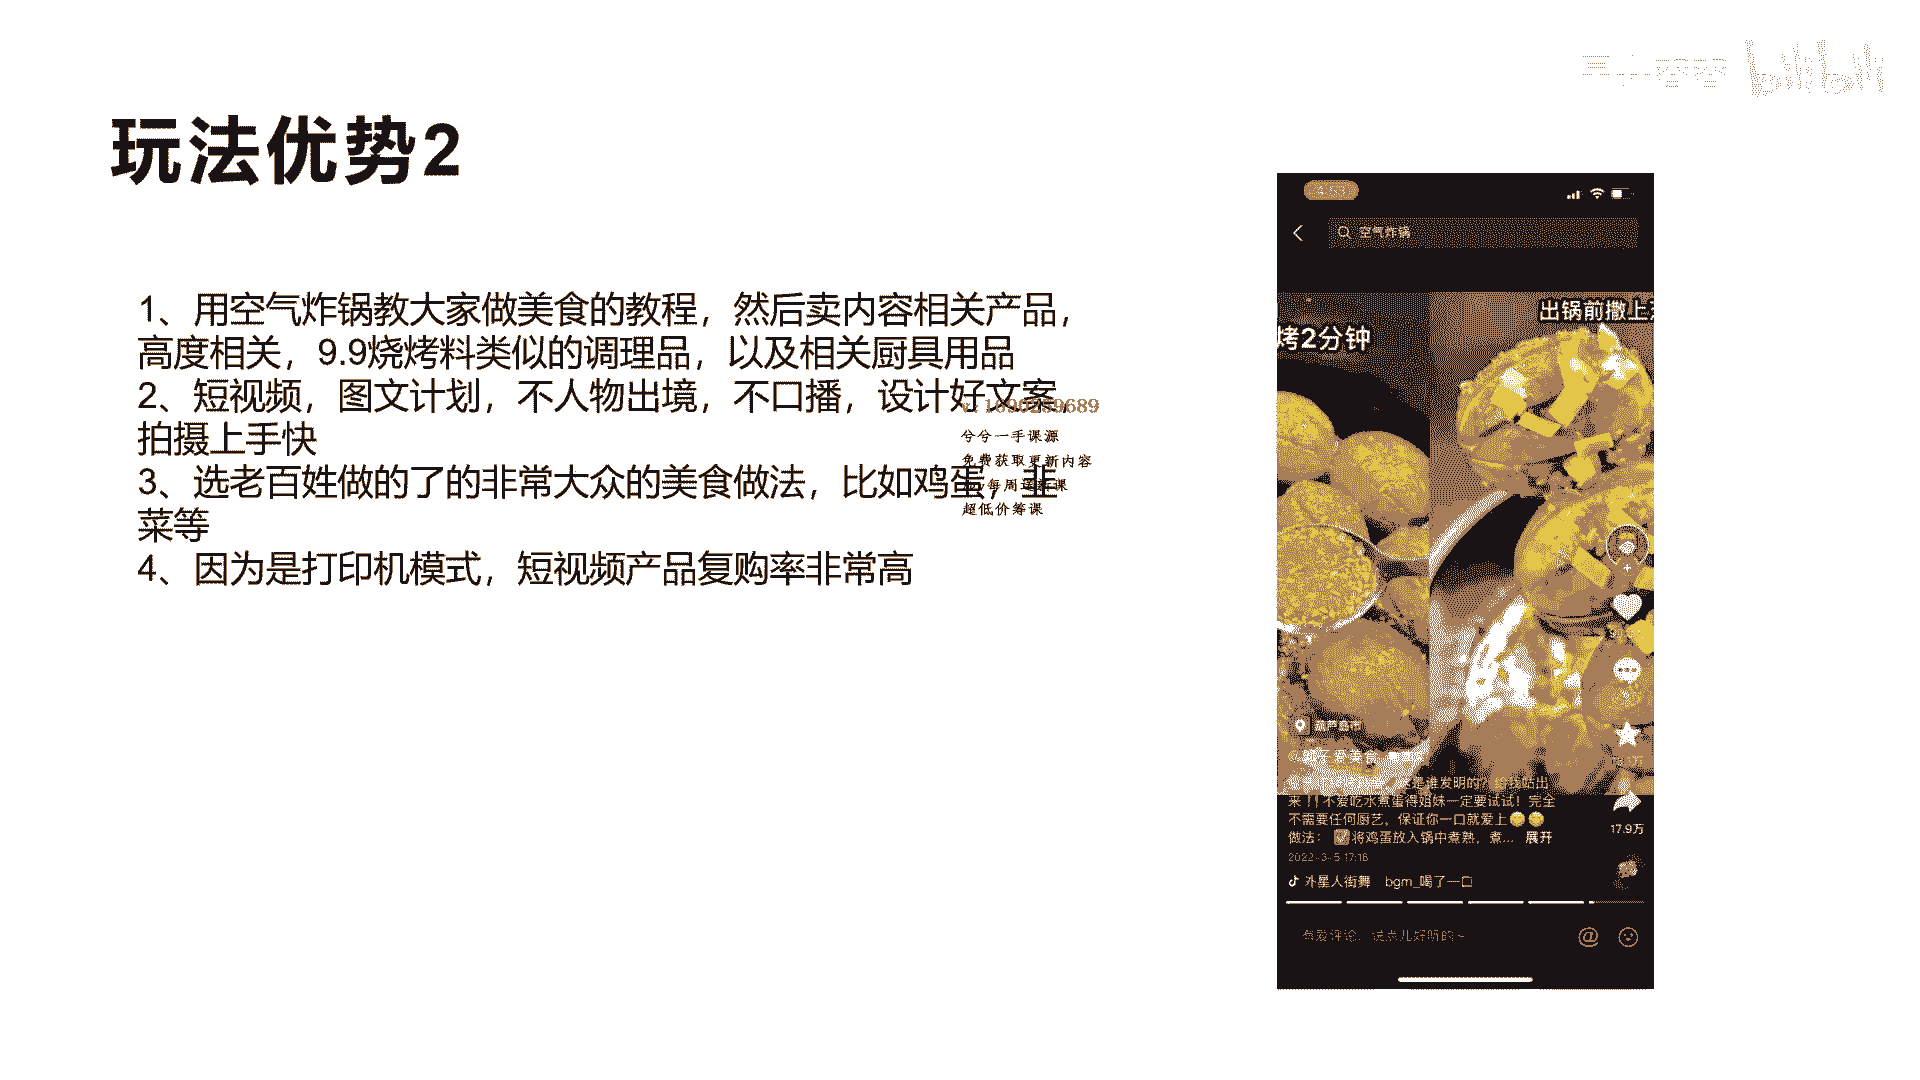 bilibili
玩法优势2
1、用空气炸锅教大家做美食的教程，然后卖内容相关产品，
高度相关，9.9烧烤料类似的调理品，以及相关厨具用品
2、短视频，图文计划，不人物出境，不口播，设计好文案，
拍摄上手快
3、选老百姓做的了的非常大众的美食做法，比如鸡蛋，韭
菜等
4、因为是打印机模式，短视频产品复购率非常高
兮兮一手课源
免费获取更新内容
超低价筹课
空气炸锅
出锅前撒上
烤2分钟
葫芦岛市
是谁发明的？给我站出
来！！不爱吃水煮蛋得姐妹一定要试试！完全
不需要任何厨艺，保证你一口就爱上
做法： 将鸡蛋放入锅中煮熟，煮... 展开
17.9万
2022-3-5 17:16
外星人街舞 bgm_喝了一口
有爱评论，说点儿好听的~